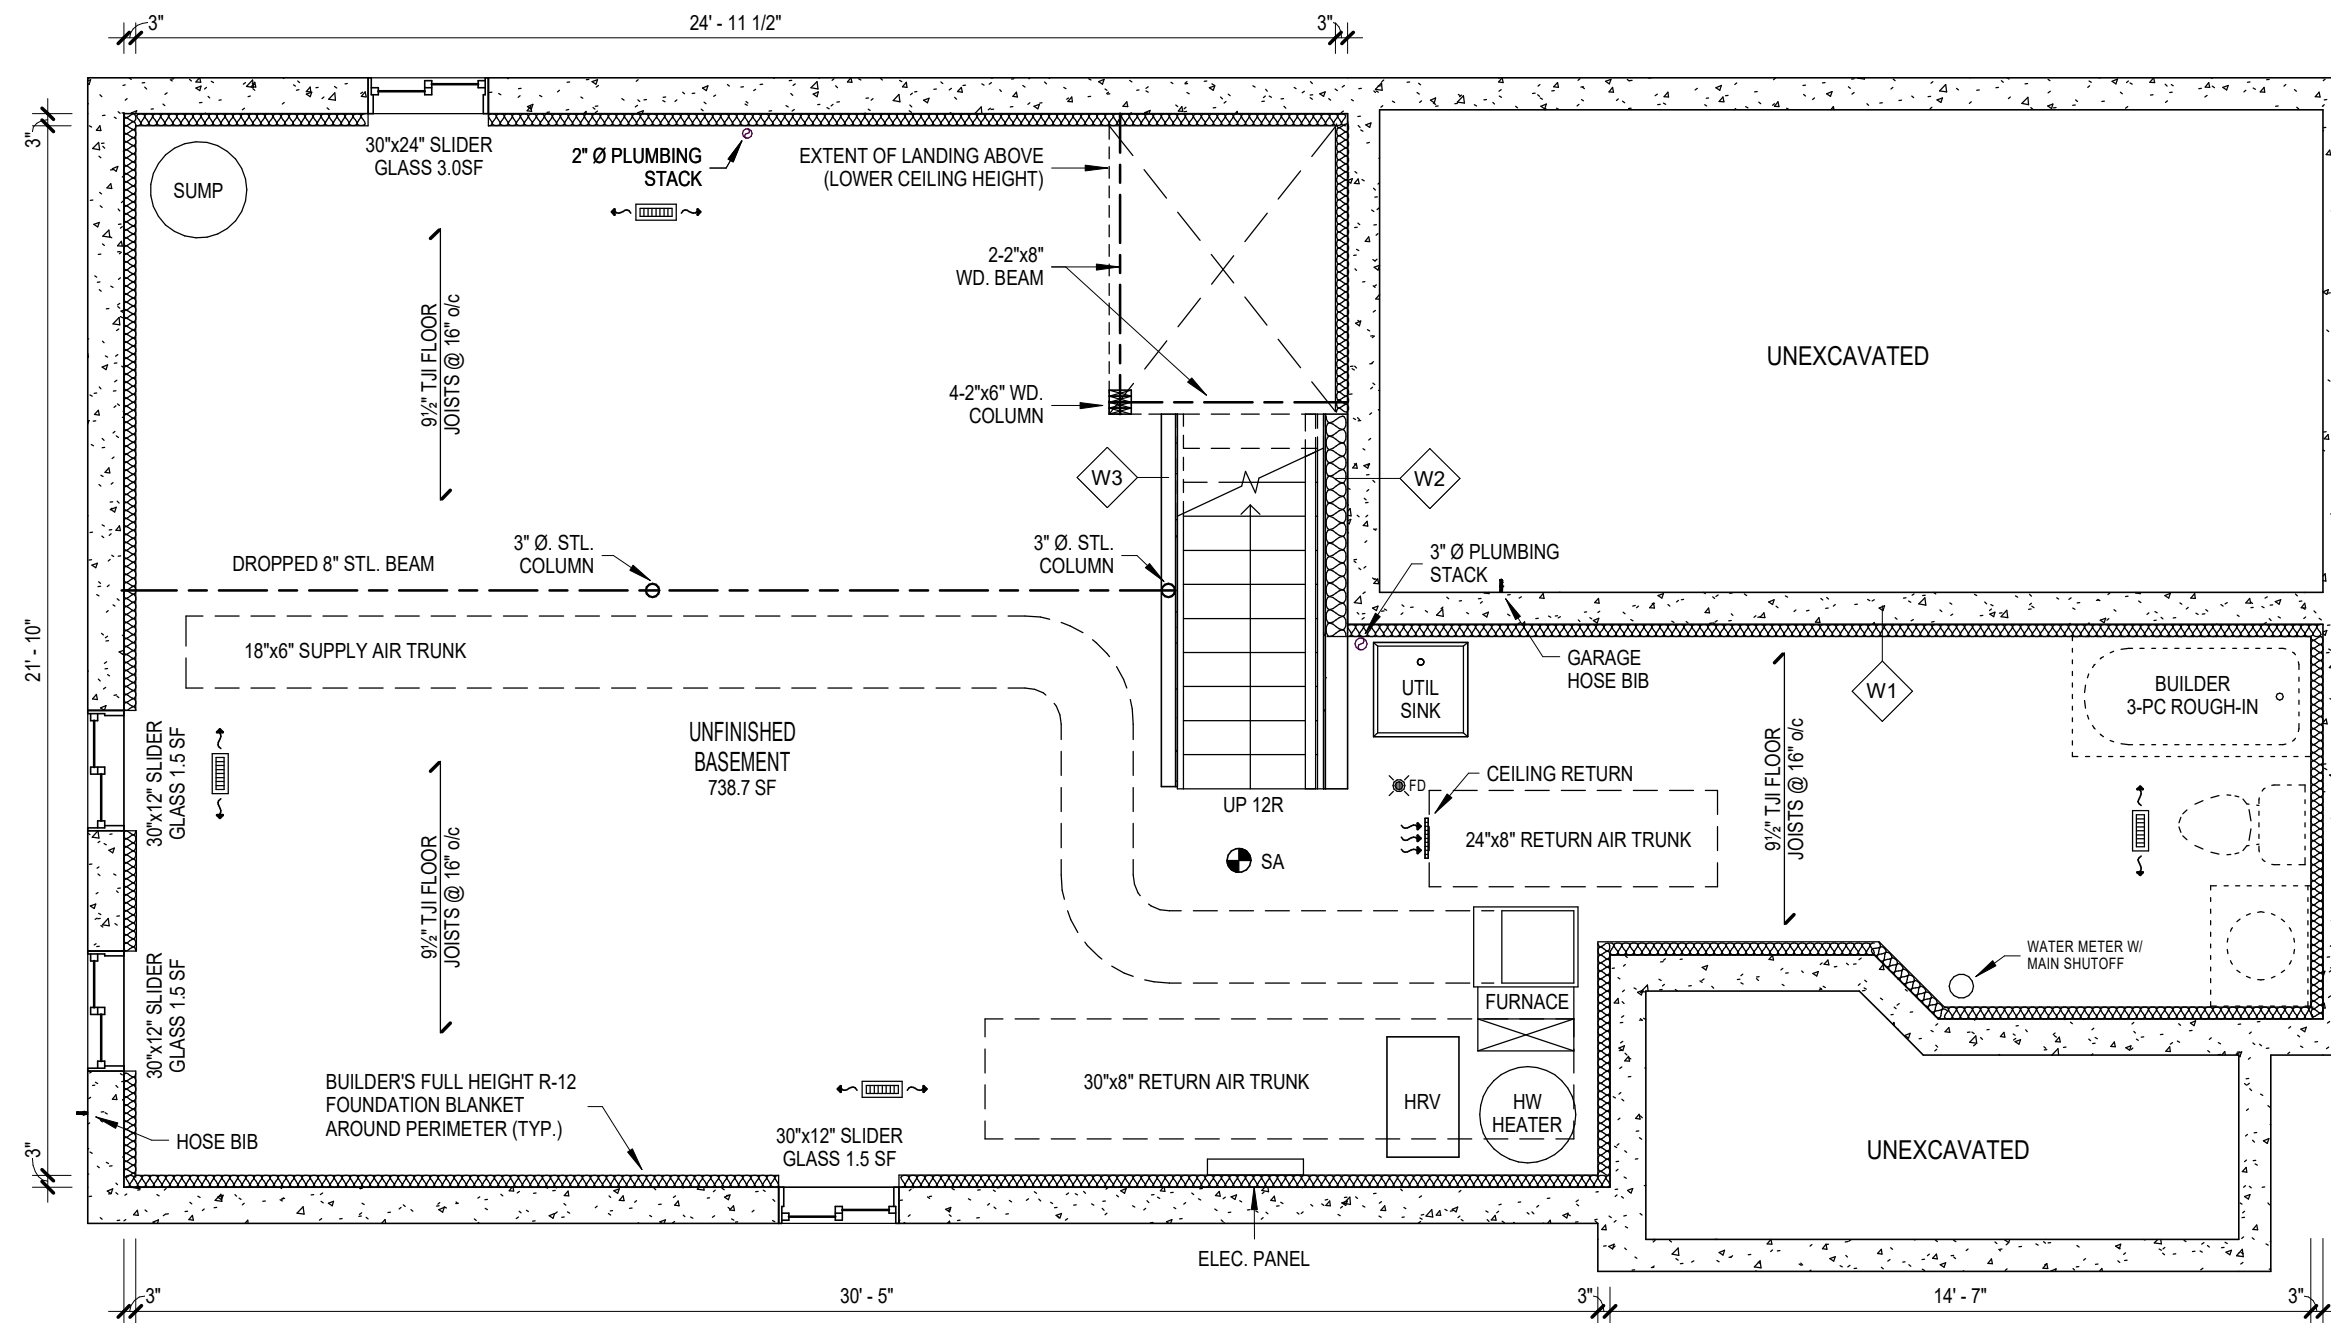 3"
24' - 11 1/2"
3"
3"
30"x24" SLIDER
GLASS 3.0SF
2" Ø PLUMBING
STACK
EXTENT OF LANDING ABOVE
(LOWER CEILING HEIGHT)
SUMP
2-2"x8"
WD. BEAM
9½" TJI FLOOR
JOISTS @ 16" o/c
UNEXCAVATED
4-2"x6" WD.
COLUMN
W3
W2
DROPPED 8" STL. BEAM
3" Ø. STL.
COLUMN
3" Ø. STL.
COLUMN
3" Ø PLUMBING
STACK
21' - 10"
18"x6" SUPPLY AIR TRUNK
GARAGE
HOSE BIB
UTIL
SINK
W1
BUILDER
3-PC ROUGH-IN
UNFINISHED
BASEMENT
738.7 SF
30"x12" SLIDER
GLASS 1.5 SF
9½" TJI FLOOR
JOISTS @ 16" o/c
CEILING RETURN
FD
UP 12R
24"x8" RETURN AIR TRUNK
9½" TJI FLOOR
JOISTS @ 16" o/c
SA
30"x12" SLIDER
GLASS 1.5 SF
WATER METER W/
MAIN SHUTOFF
FURNACE
BUILDER'S FULL HEIGHT R-12
FOUNDATION BLANKET
AROUND PERIMETER (TYP.)
30"x8" RETURN AIR TRUNK
HRV
HW
HEATER
HOSE BIB
30"x12" SLIDER
GLASS 1.5 SF
UNEXCAVATED
3"
ELEC. PANEL
3"
30' - 5"
3"
14' - 7"
3"